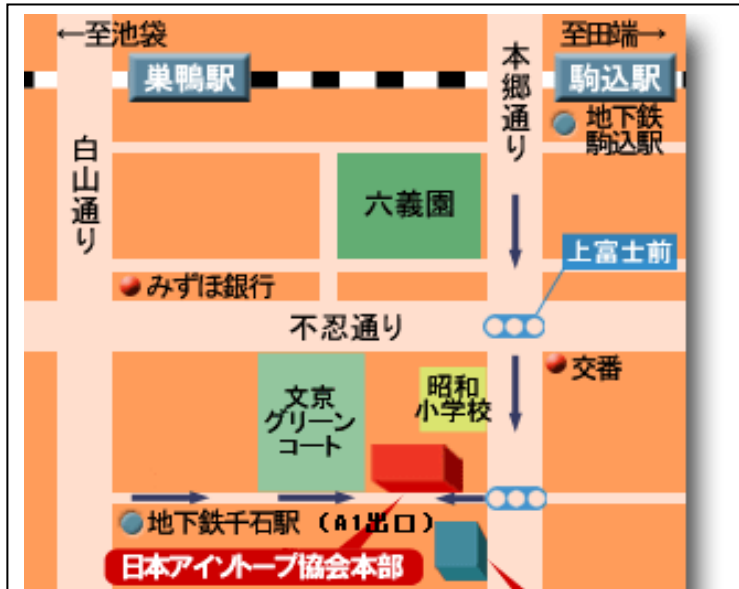 ←至池袋
至田端→
巣鴨駅
本郷通り
駒込駅
地下鉄
駒込駅
白山通り
六義園
上富士前
みずほ銀行
不忍通り
交番
文京
グリーン
コート
昭和
小学校
地下鉄千石駅（A1出口）
日本アイソトープ協会本部